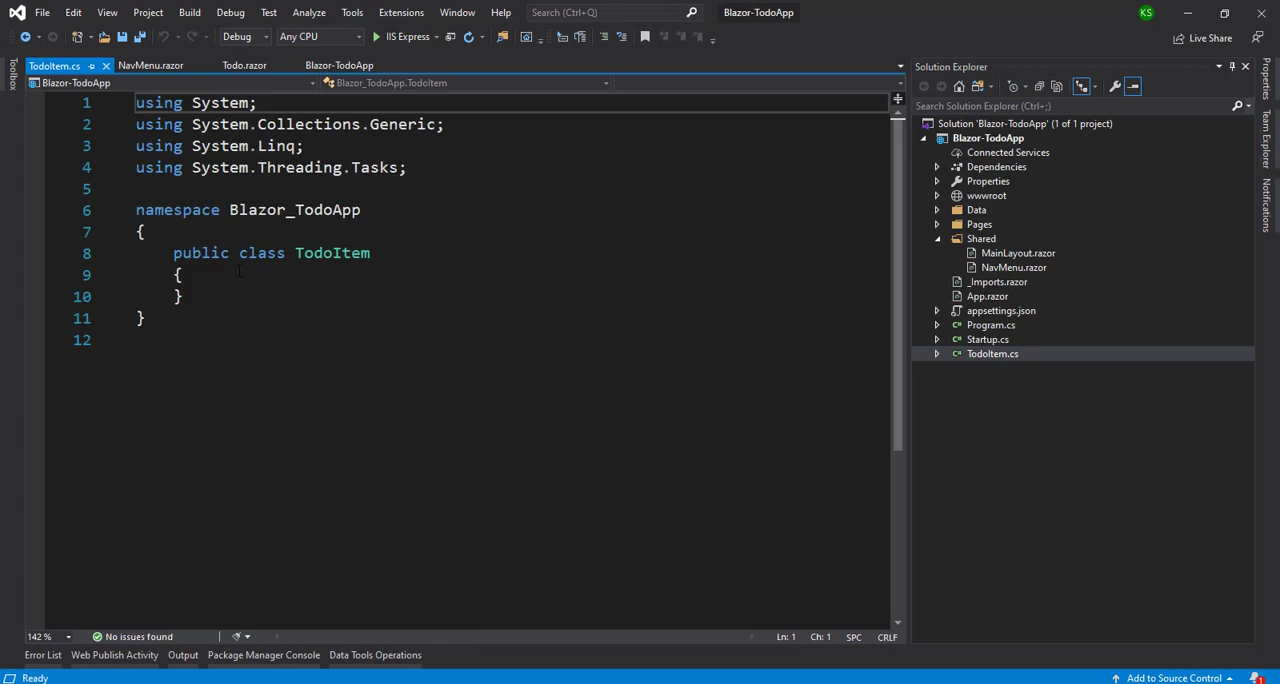 File Edit View Project Build Debug Test Analyze Tools Extensions Window Help Search (Ctrl+Q) Blazor-TodoApp KS
Debug Any CPU IIS Express Live Share
TodoItem.cs NavMenu.razor Todo.razor Blazor-TodoApp
Blazor-TodoApp Blazor_TodoApp.TodoItem
1 using System;
2 using System.Collections.Generic;
3 using System.Linq;
4 using System.Threading.Tasks;
5
6 namespace Blazor_TodoApp
7 {
8 public class TodoItem
9 {
10 }
11 }
12
142 % No issues found Ln: 1 Ch: 1 SPC CRLF
Toolbox
Solution Explorer
Search Solution Explorer (Ctrl+;)
Solution 'Blazor-TodoApp' (1 of 1 project)
Blazor-TodoApp
Connected Services
Dependencies
Properties
wwwroot
Data
Pages
Shared
MainLayout.razor
NavMenu.razor
_Imports.razor
App.razor
appsettings.json
C# Program.cs
C# Startup.cs
C# TodoItem.cs
Properties
Team Explorer
Notifications
Error List Web Publish Activity Output Package Manager Console Data Tools Operations
Ready Add to Source Control 1